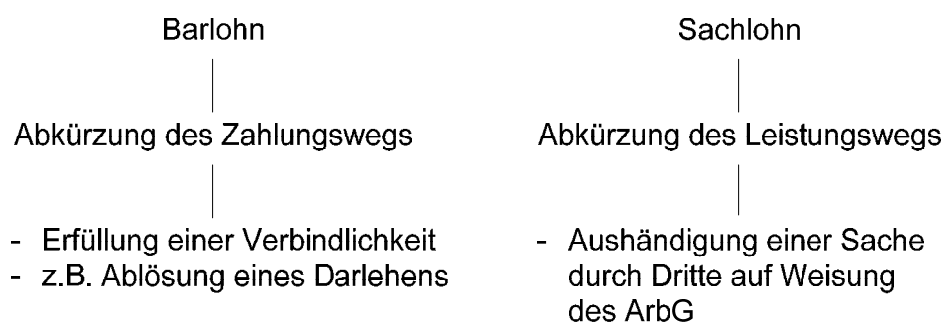 Barlohn
Abkürzung des Zahlungswegs
- Erfüllung einer Verbindlichkeit
- z.B. Ablösung eines Darlehens
Sachlohn
Abkürzung des Leistungswegs
- Aushändigung einer Sache
durch Dritte auf Weisung
des ArbG